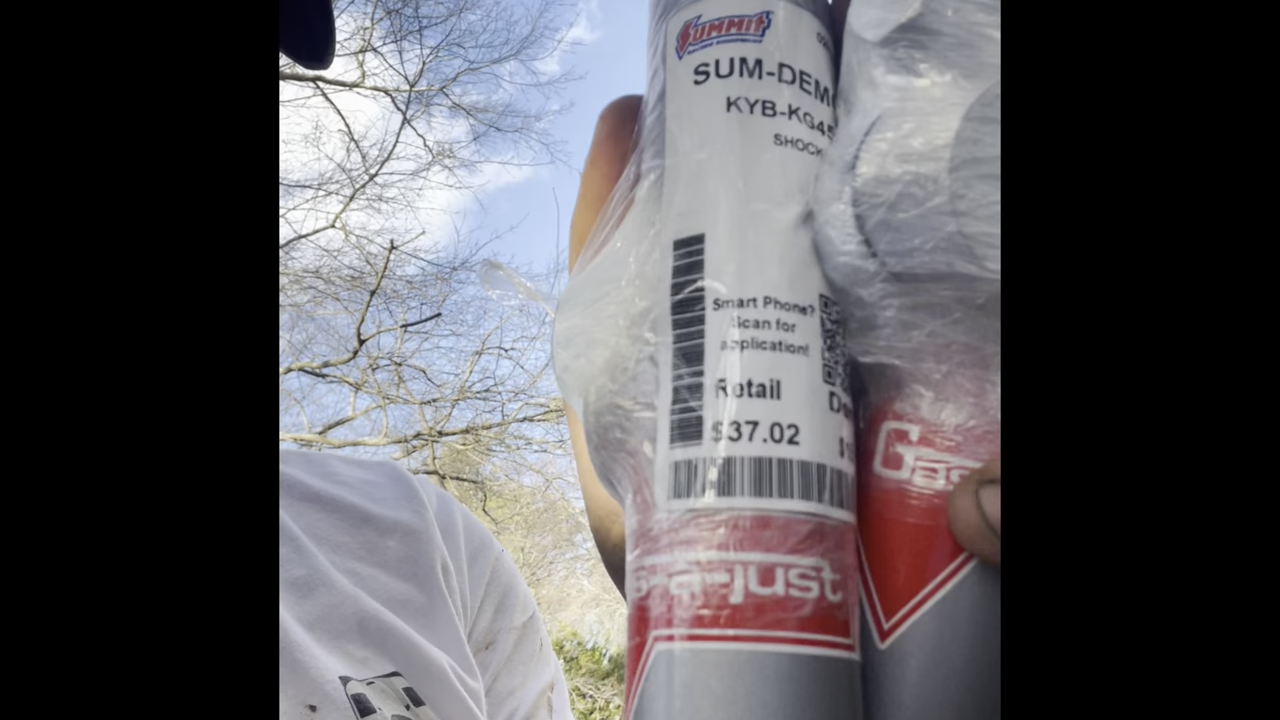 SUMMIT
SUM-DEM
KYB-KG45
SHOCK
Smart Phone?
Scan for
application!
Retail
$37.02
s-a-just
Gas